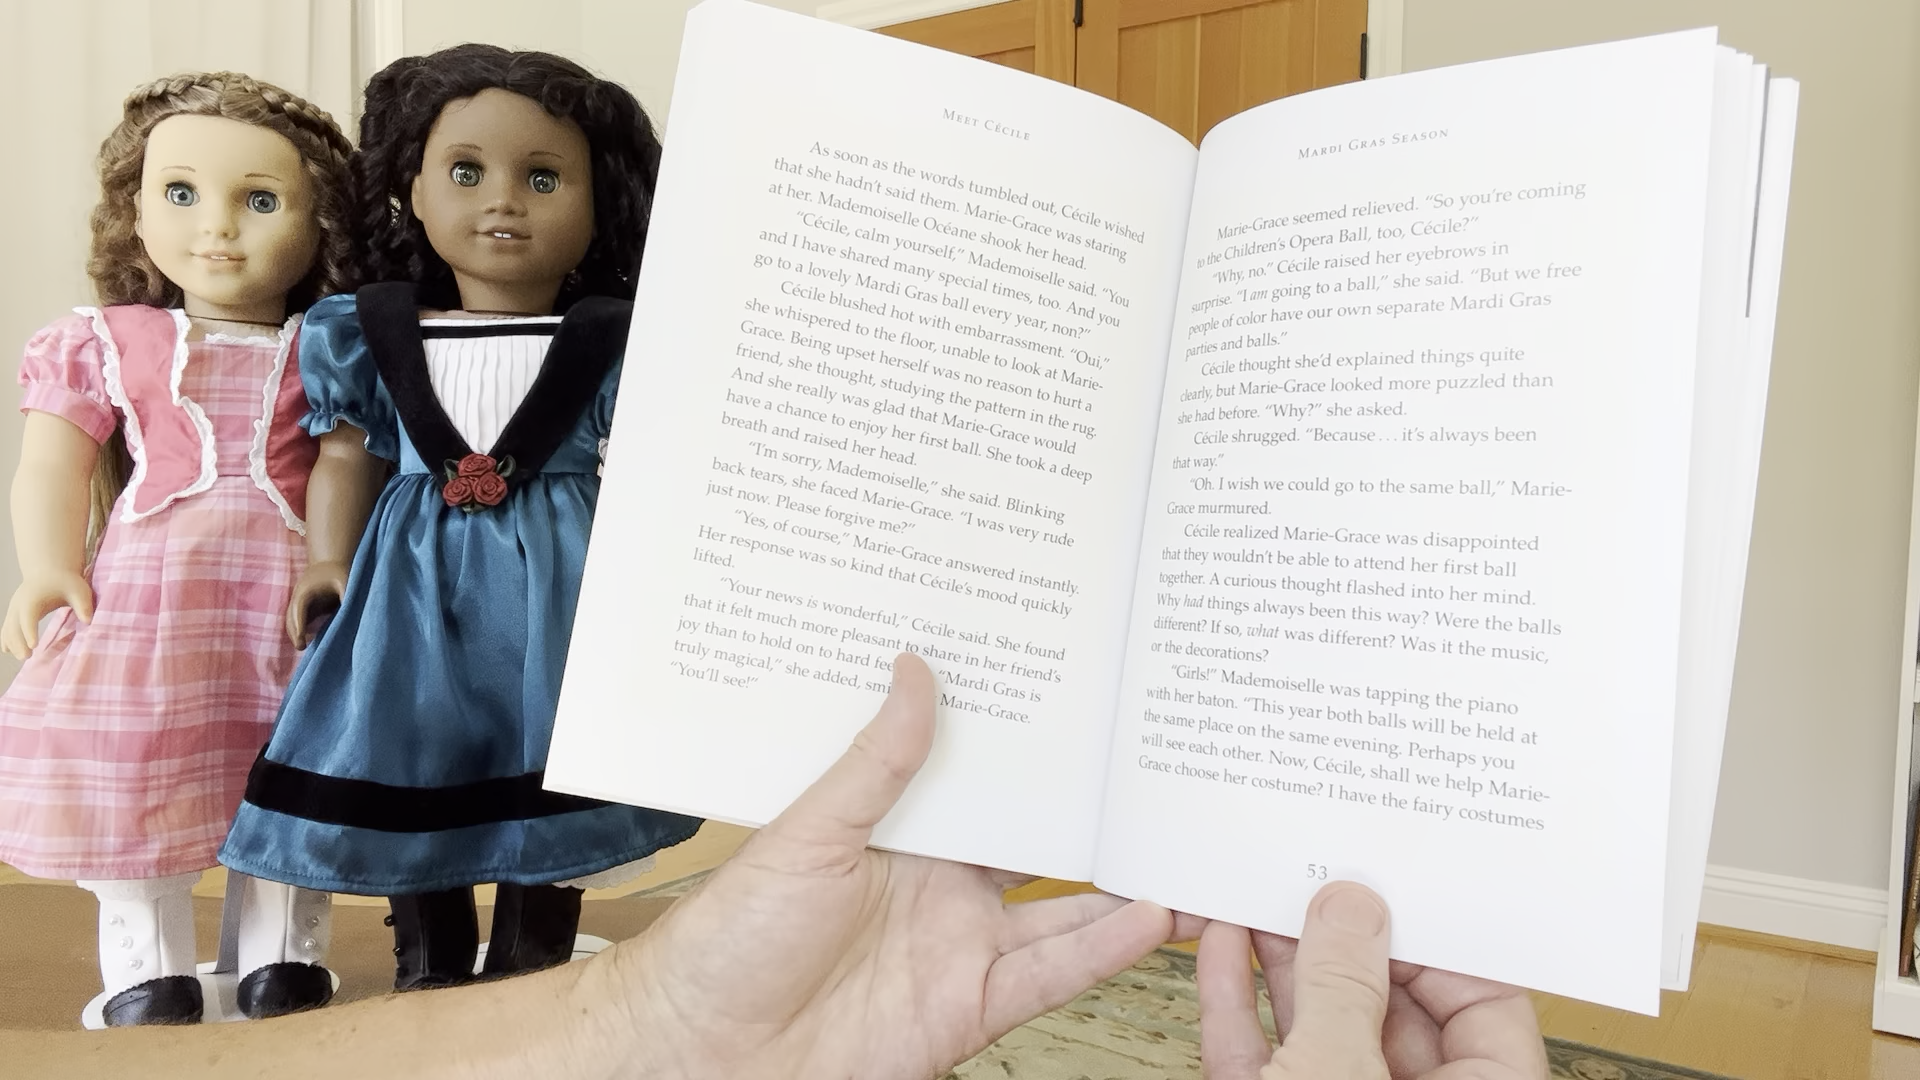 MEET CÉCILE
As soon as the words tumbled out, Cécile wished
that she hadn't said them. Marie-Grace was staring
at her. Mademoiselle Océane shook her head.
"Cécile, calm yourself," Mademoiselle said. "You
and I have shared many special times, too. And you
go to a lovely Mardi Gras ball every year, non?"
Cécile blushed hot with embarrassment. "Oui,"
she whispered to the floor, unable to look at Marie-
Grace. Being upset herself was no reason to hurt a
friend, she thought, studying the pattern in the rug.
And she really was glad that Marie-Grace would
have a chance to enjoy her first ball. She took a deep
breath and raised her head.
"I'm sorry, Mademoiselle," she said. Blinking
back tears, she faced Marie-Grace. "I was very rude
just now. Please forgive me?"
"Yes, of course," Marie-Grace answered instantly.
Her response was so kind that Cécile's mood quickly
lifted.
"Your news is wonderful," Cécile said. She found
that it felt much more pleasant to share in her friend's
joy than to hold on to hard "Mardi Gras is
truly magical," she added, Marie-Grace.
"You'll see!"
MARDI GRAS SEASON
Marie-Grace seemed relieved. "So you're coming
to the Children's Opera Ball, too, Cécile?"
"Why, no." Cécile raised her eyebrows in
surprise. "I am going to a ball," she said. "But we free
people of color have our own separate Mardi Gras
parties and balls."
Cécile thought she'd explained things quite
clearly, but Marie-Grace looked more puzzled than
she had before. "Why?" she asked.
Cécile shrugged. "Because . . . it's always been
that way."
"Oh. I wish we could go to the same ball," Marie-
Grace murmured.
Cécile realized Marie-Grace was disappointed
that they wouldn't be able to attend her first ball
together. A curious thought flashed into her mind.
Why had things always been this way? Were the balls
different? If so, what was different? Was it the music,
or the decorations?
"Girls!" Mademoiselle was tapping the piano
with her baton. "This year both balls will be held at
the same place on the same evening. Perhaps you
will see each other. Now, Cécile, shall we help Marie-
Grace choose her costume? I have the fairy costumes
53